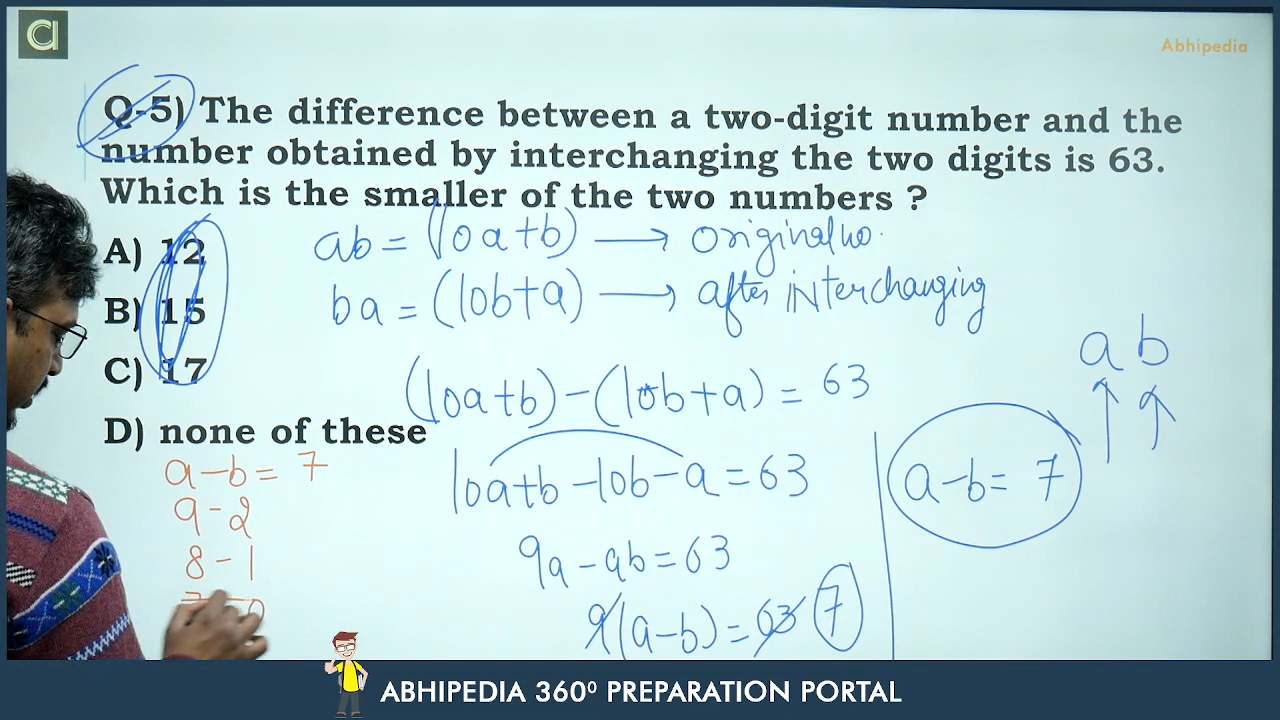 Abhipedia
Q-5) The difference between a two-digit number and the
number obtained by interchanging the two digits is 63.
Which is the smaller of the two numbers ?
A) 12
B) 15
C) 17
D) none of these
ab = (10a+b) → original no.
ba = (10b+a) → after interchanging
(10a+b) - (10b+a) = 63
10a+b - 10b - a = 63
9a - 9b = 63
9(a-b) = 63 7
a b
a-b = 7
a-b = 7
9-2
8-1
ABHIPEDIA 360⁰ PREPARATION PORTAL